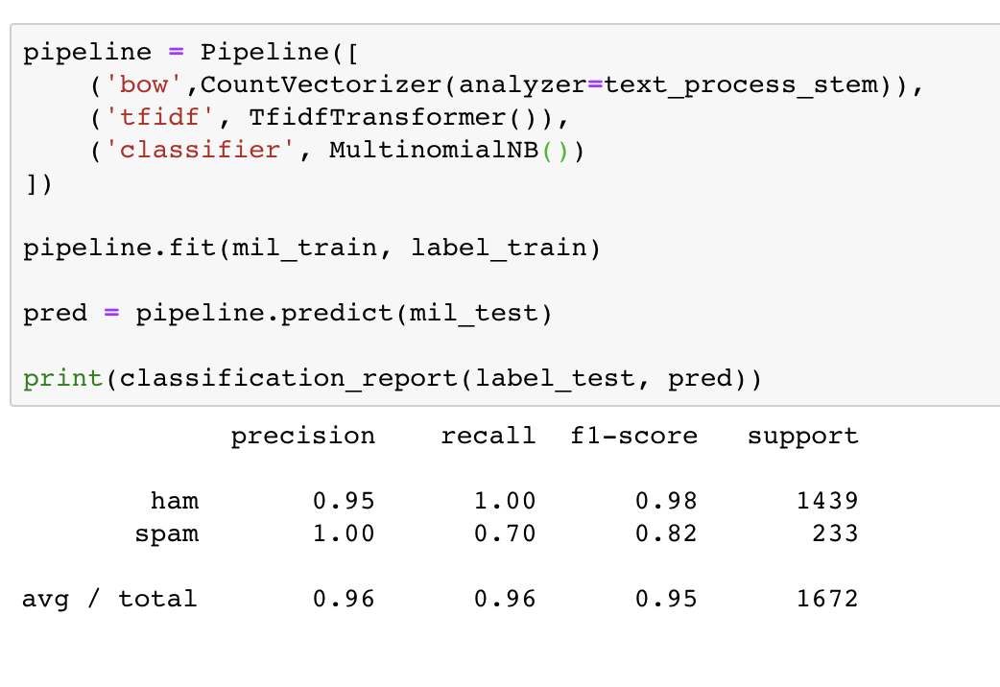 pipeline = Pipeline([
    ('bow',CountVectorizer(analyzer=text_process_stem)),
    ('tfidf', TfidfTransformer()),
    ('classifier', MultinomialNB())
])
pipeline.fit(mil_train, label_train)
pred = pipeline.predict(mil_test)
print(classification_report(label_test, pred))
             precision    recall  f1-score   support
        ham       0.95      1.00      0.98      1439
       spam       1.00      0.70      0.82       233
avg / total       0.96      0.96      0.95      1672